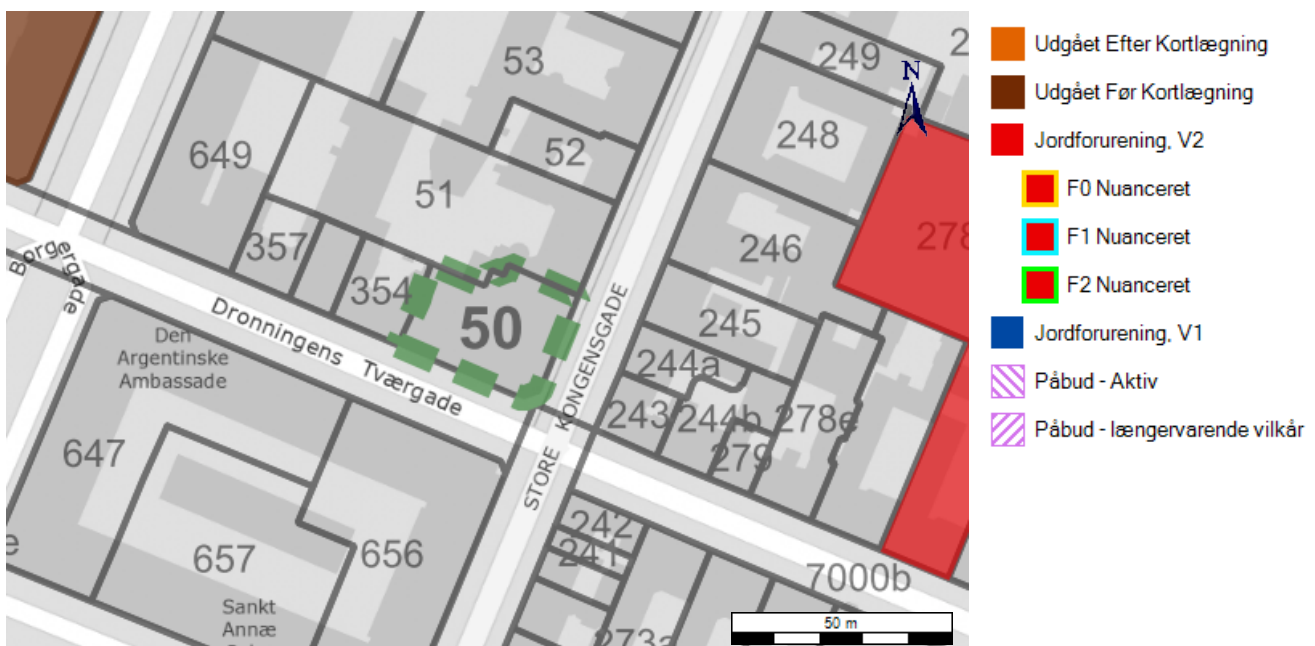 53
249
N
248
52
649
51
246
278
357
354
50
245
Borgergade
Dronningens Tværgade
STORE KONGENSGADE
244a
Den
Argentinske
Ambassade
243
244b
278e
279
647
242
241
657
656
7000b
Sankt
Annæ
273a
50 m
Udgået Efter Kortlægning
Udgået Før Kortlægning
Jordforurening, V2
F0 Nuanceret
F1 Nuanceret
F2 Nuanceret
Jordforurening, V1
Påbud - Aktiv
Påbud - længervarende vilkår